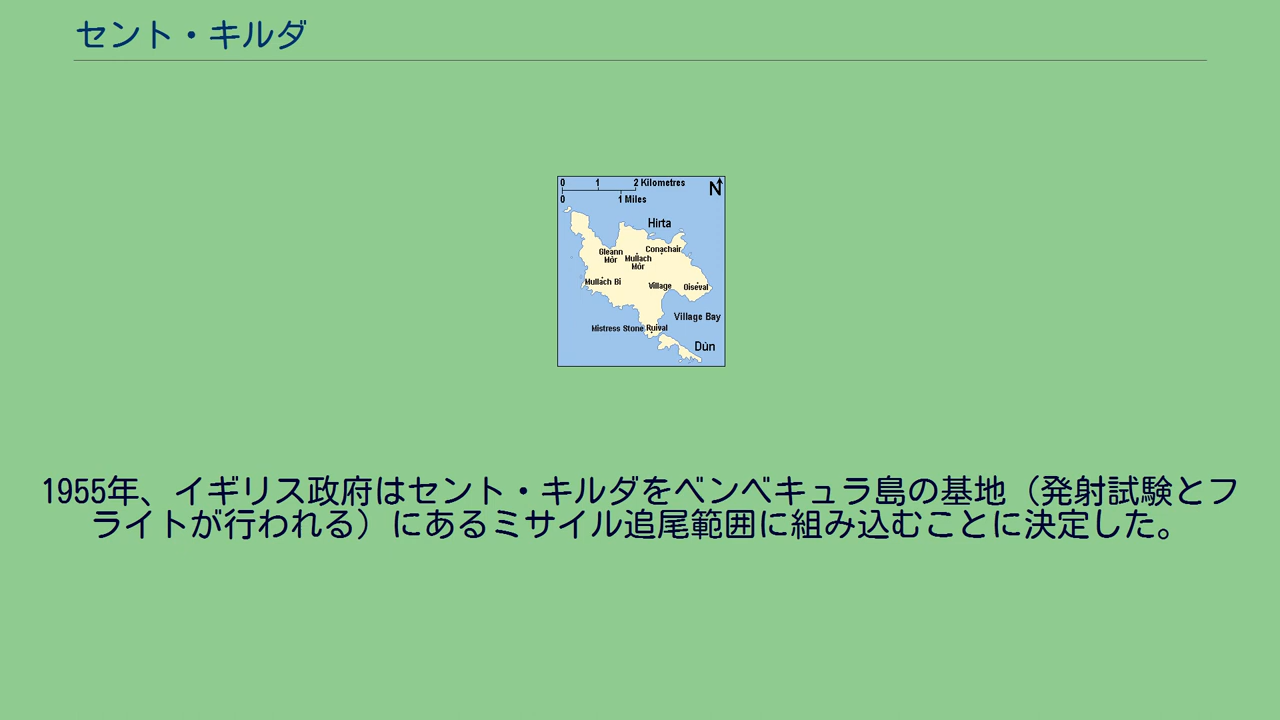 セント・キルダ
0 1 2 Kilometres
N
0 1 Miles
Hirta
Gleann Mór
Mullach Mór
Conachair
Mullach Bi
Village
Oiseval
Village Bay
Mistress Stone
Ruival
Dùn
1955年、イギリス政府はセント・キルダをベンベキュラ島の基地（発射試験とフ
ライトが行われる）にあるミサイル追尾範囲に組み込むことに決定した。